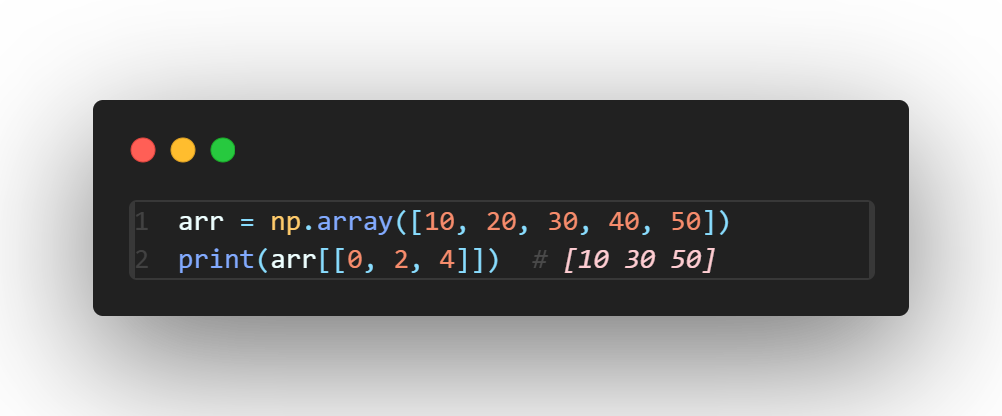 1 arr = np.array([10, 20, 30, 40, 50])
2 print(arr[[0, 2, 4]])  # [10 30 50]